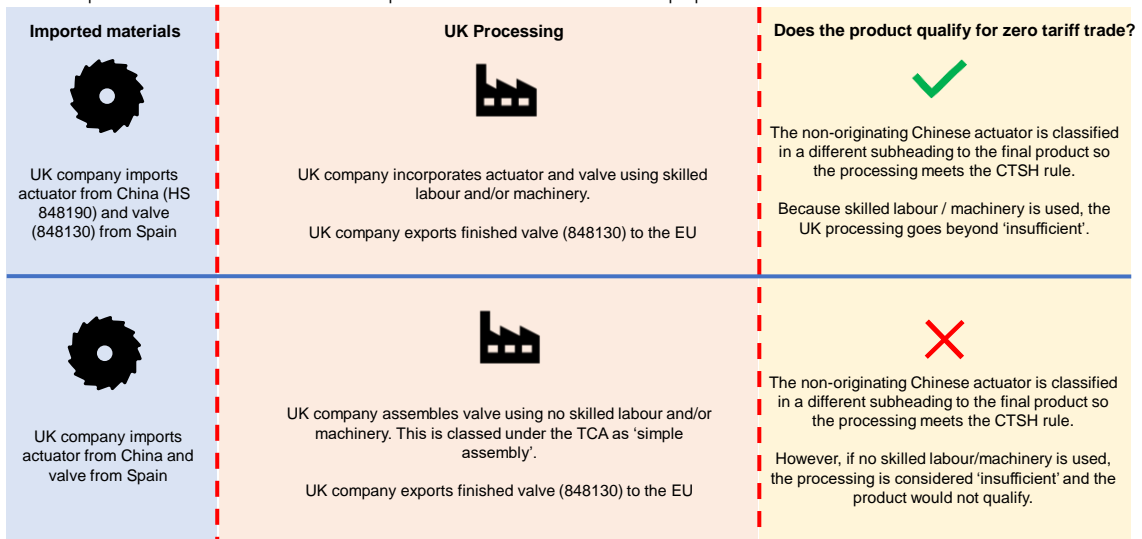 Imported materials
UK Processing
Does the product qualify for zero tariff trade?
UK company imports
actuator from China (HS
848190) and valve
(848130) from Spain
UK company incorporates actuator and valve using skilled
labour and/or machinery.
UK company exports finished valve (848130) to the EU
The non-originating Chinese actuator is classified
in a different subheading to the final product so
the processing meets the CTSH rule.
Because skilled labour / machinery is used, the
UK processing goes beyond ‘insufficient’.
UK company imports
actuator from China and
valve from Spain
UK company assembles valve using no skilled labour and/or
machinery. This is classed under the TCA as ‘simple
assembly’.
UK company exports finished valve (848130) to the EU
The non-originating Chinese actuator is classified
in a different subheading to the final product so
the processing meets the CTSH rule.
However, if no skilled labour/machinery is used,
the processing is considered ‘insufficient’ and the
product would not qualify.